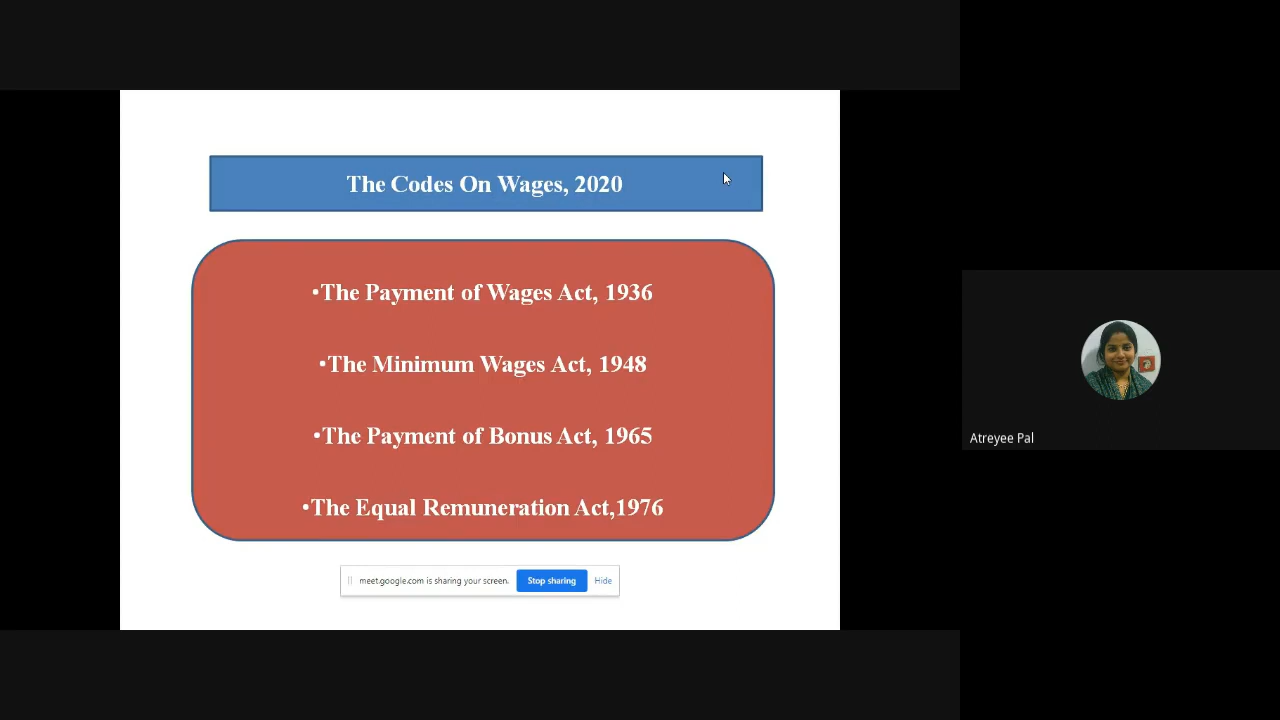 The Codes On Wages, 2020
•The Payment of Wages Act, 1936
•The Minimum Wages Act, 1948
•The Payment of Bonus Act, 1965
•The Equal Remuneration Act,1976
meet.google.com is sharing your screen. Stop sharing Hide
Atreyee Pal